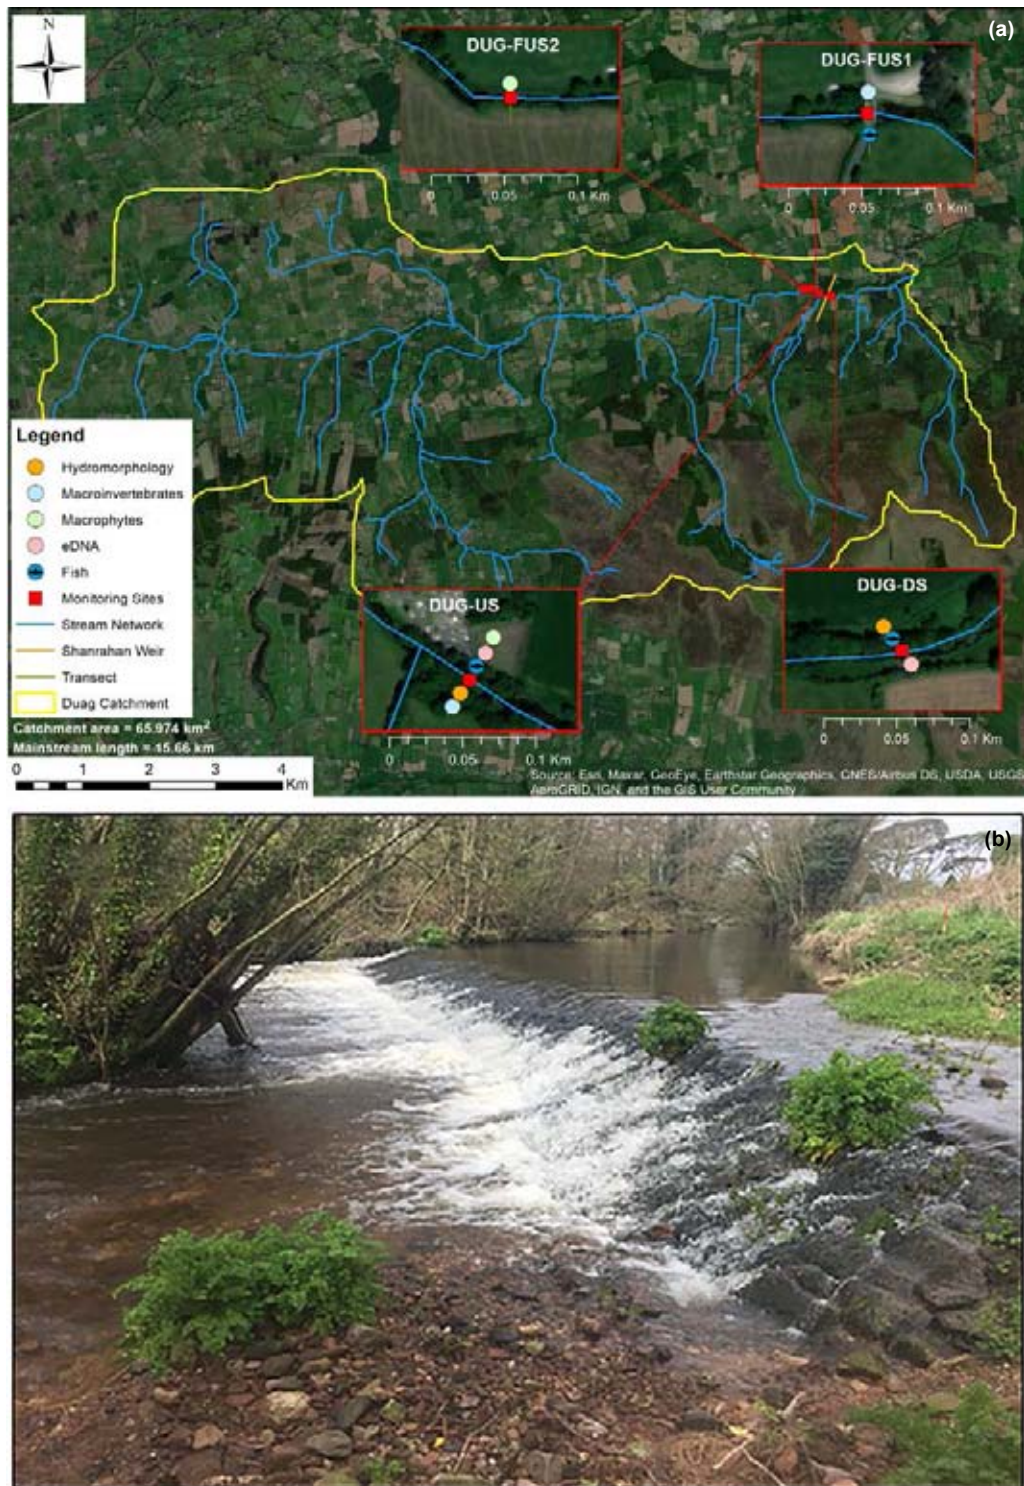 (a)
N
DUG-FUS2
DUG-FUS1
0 0.05 0.1 Km
0 0.05 0.1 Km
Legend
Hydromorphology
Macroinvertebrates
Macrophytes
eDNA
Fish
Monitoring Sites
Stream Network
Shanrahan Weir
Transect
Duag Catchment
Catchment area = 65.974 km²
Mainstream length = 15.66 km
0 1 2 3 4
Km
DUG-US
0 0.05 0.1 Km
DUG-DS
0 0.05 0.1 Km
Source: Esri, Maxar, GeoEye, Earthstar Geographics, CNES/Airbus DS, USDA, USGS
AeroGRID, IGN, and the GIS User Community
(b)